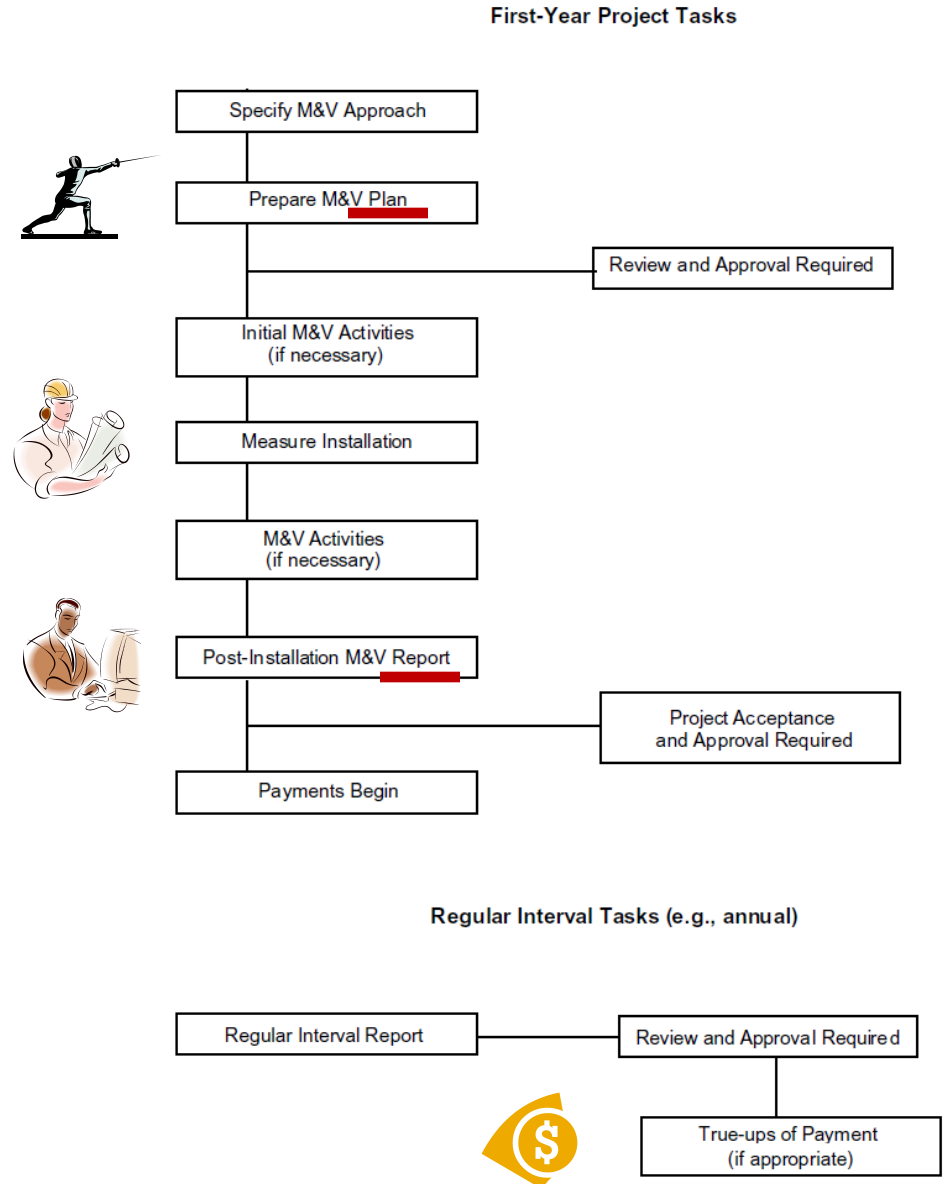 First-Year Project Tasks
Specify M&V Approach
Prepare M&V Plan
Review and Approval Required
Initial M&V Activities
(if necessary)
Measure Installation
M&V Activities
(if necessary)
Post-Installation M&V Report
Project Acceptance
and Approval Required
Payments Begin
Regular Interval Tasks (e.g., annual)
Regular Interval Report
Review and Approval Required
$
True-ups of Payment
(if appropriate)